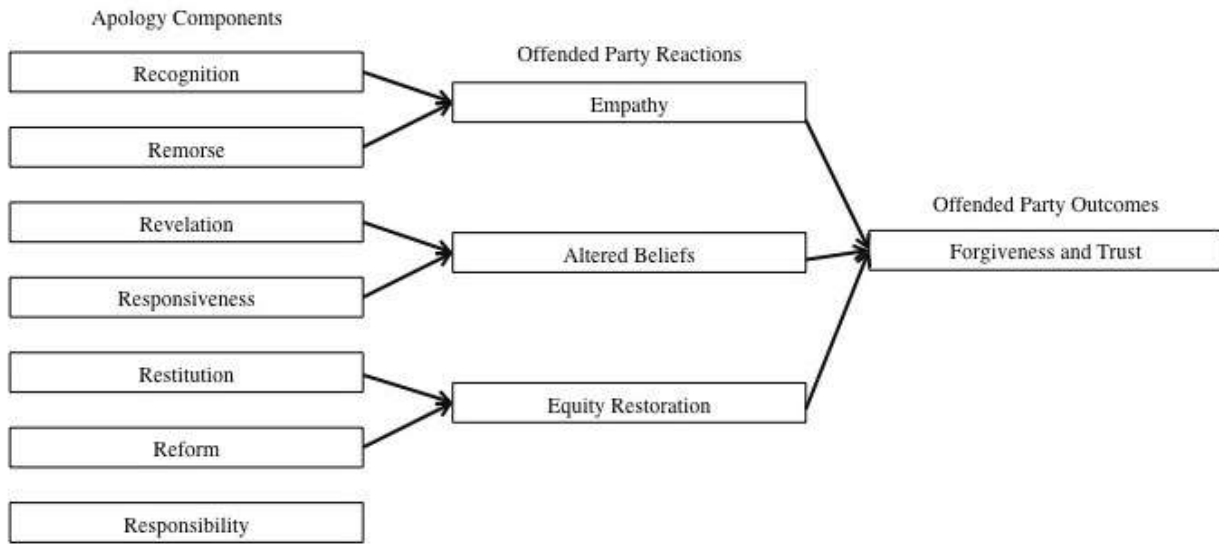 Apology Components
Recognition
Remorse
Revelation
Responsiveness
Restitution
Reform
Responsibility
Offended Party Reactions
Empathy
Altered Beliefs
Equity Restoration
Offended Party Outcomes
Forgiveness and Trust